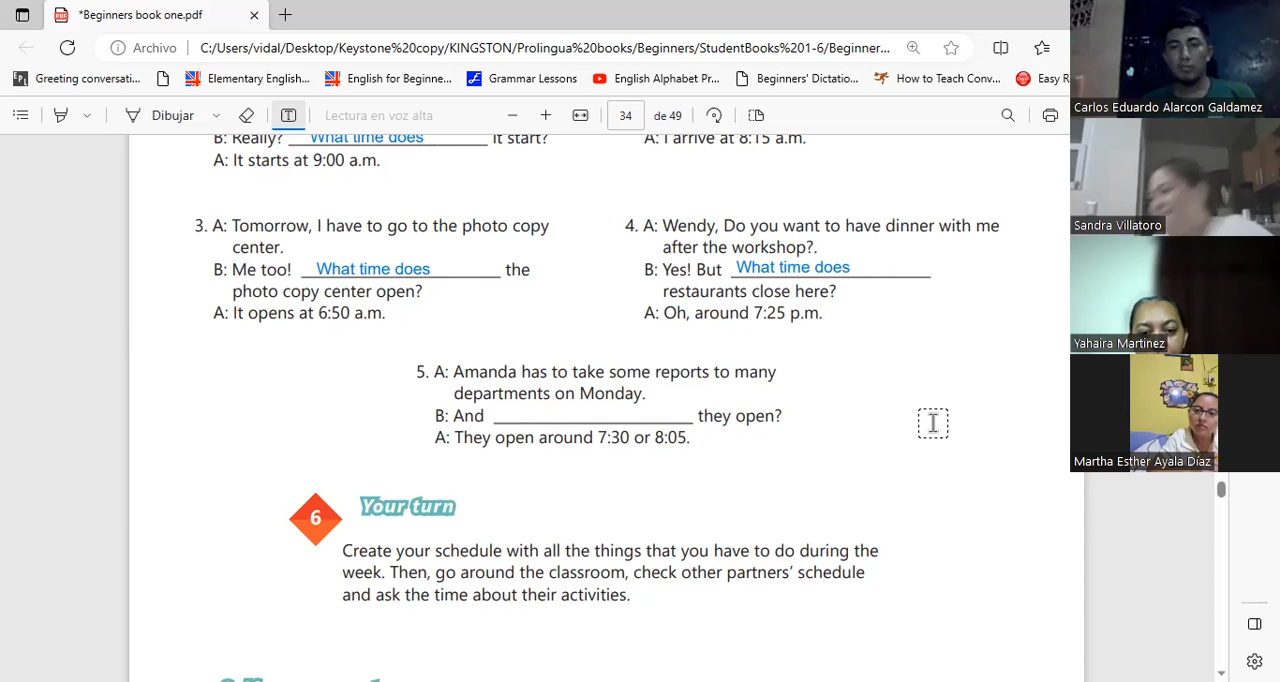 *Beginners book one.pdf
Archivo
C:/Users/vidal/Desktop/Keystone%20copy/KINGSTON/Prolingua%20books/Beginners/StudentBooks%201-6/Beginner...
Greeting conversati...
Elementary English...
English for Beginne...
Grammar Lessons
English Alphabet Pr...
Beginners' Dictatio...
How to Teach Conv...
Easy R
Dibujar
Lectura en voz alta
34
de 49
B: Really? What time does it start?
A: It starts at 9:00 a.m.
A: I arrive at 8:15 a.m.
3. A: Tomorrow, I have to go to the photo copy
center.
B: Me too! What time does the
photo copy center open?
A: It opens at 6:50 a.m.
4. A: Wendy, Do you want to have dinner with me
after the workshop?.
B: Yes! But What time does
restaurants close here?
A: Oh, around 7:25 p.m.
5. A: Amanda has to take some reports to many
departments on Monday.
B: And ______________________ they open?
A: They open around 7:30 or 8:05.
6
Your turn
Create your schedule with all the things that you have to do during the
week. Then, go around the classroom, check other partners' schedule
and ask the time about their activities.
Carlos Eduardo Alarcon Galdamez
Sandra Villatoro
Yahaira Martinez
Martha Esther Ayala Díaz